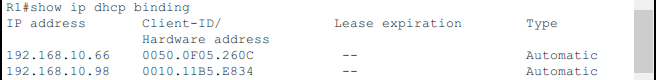 R1#show ip dhcp binding
IP address Client-ID/ Lease expiration Type
Hardware address
192.168.10.66 0050.0F05.260C -- Automatic
192.168.10.98 0010.11B5.E834 -- Automatic